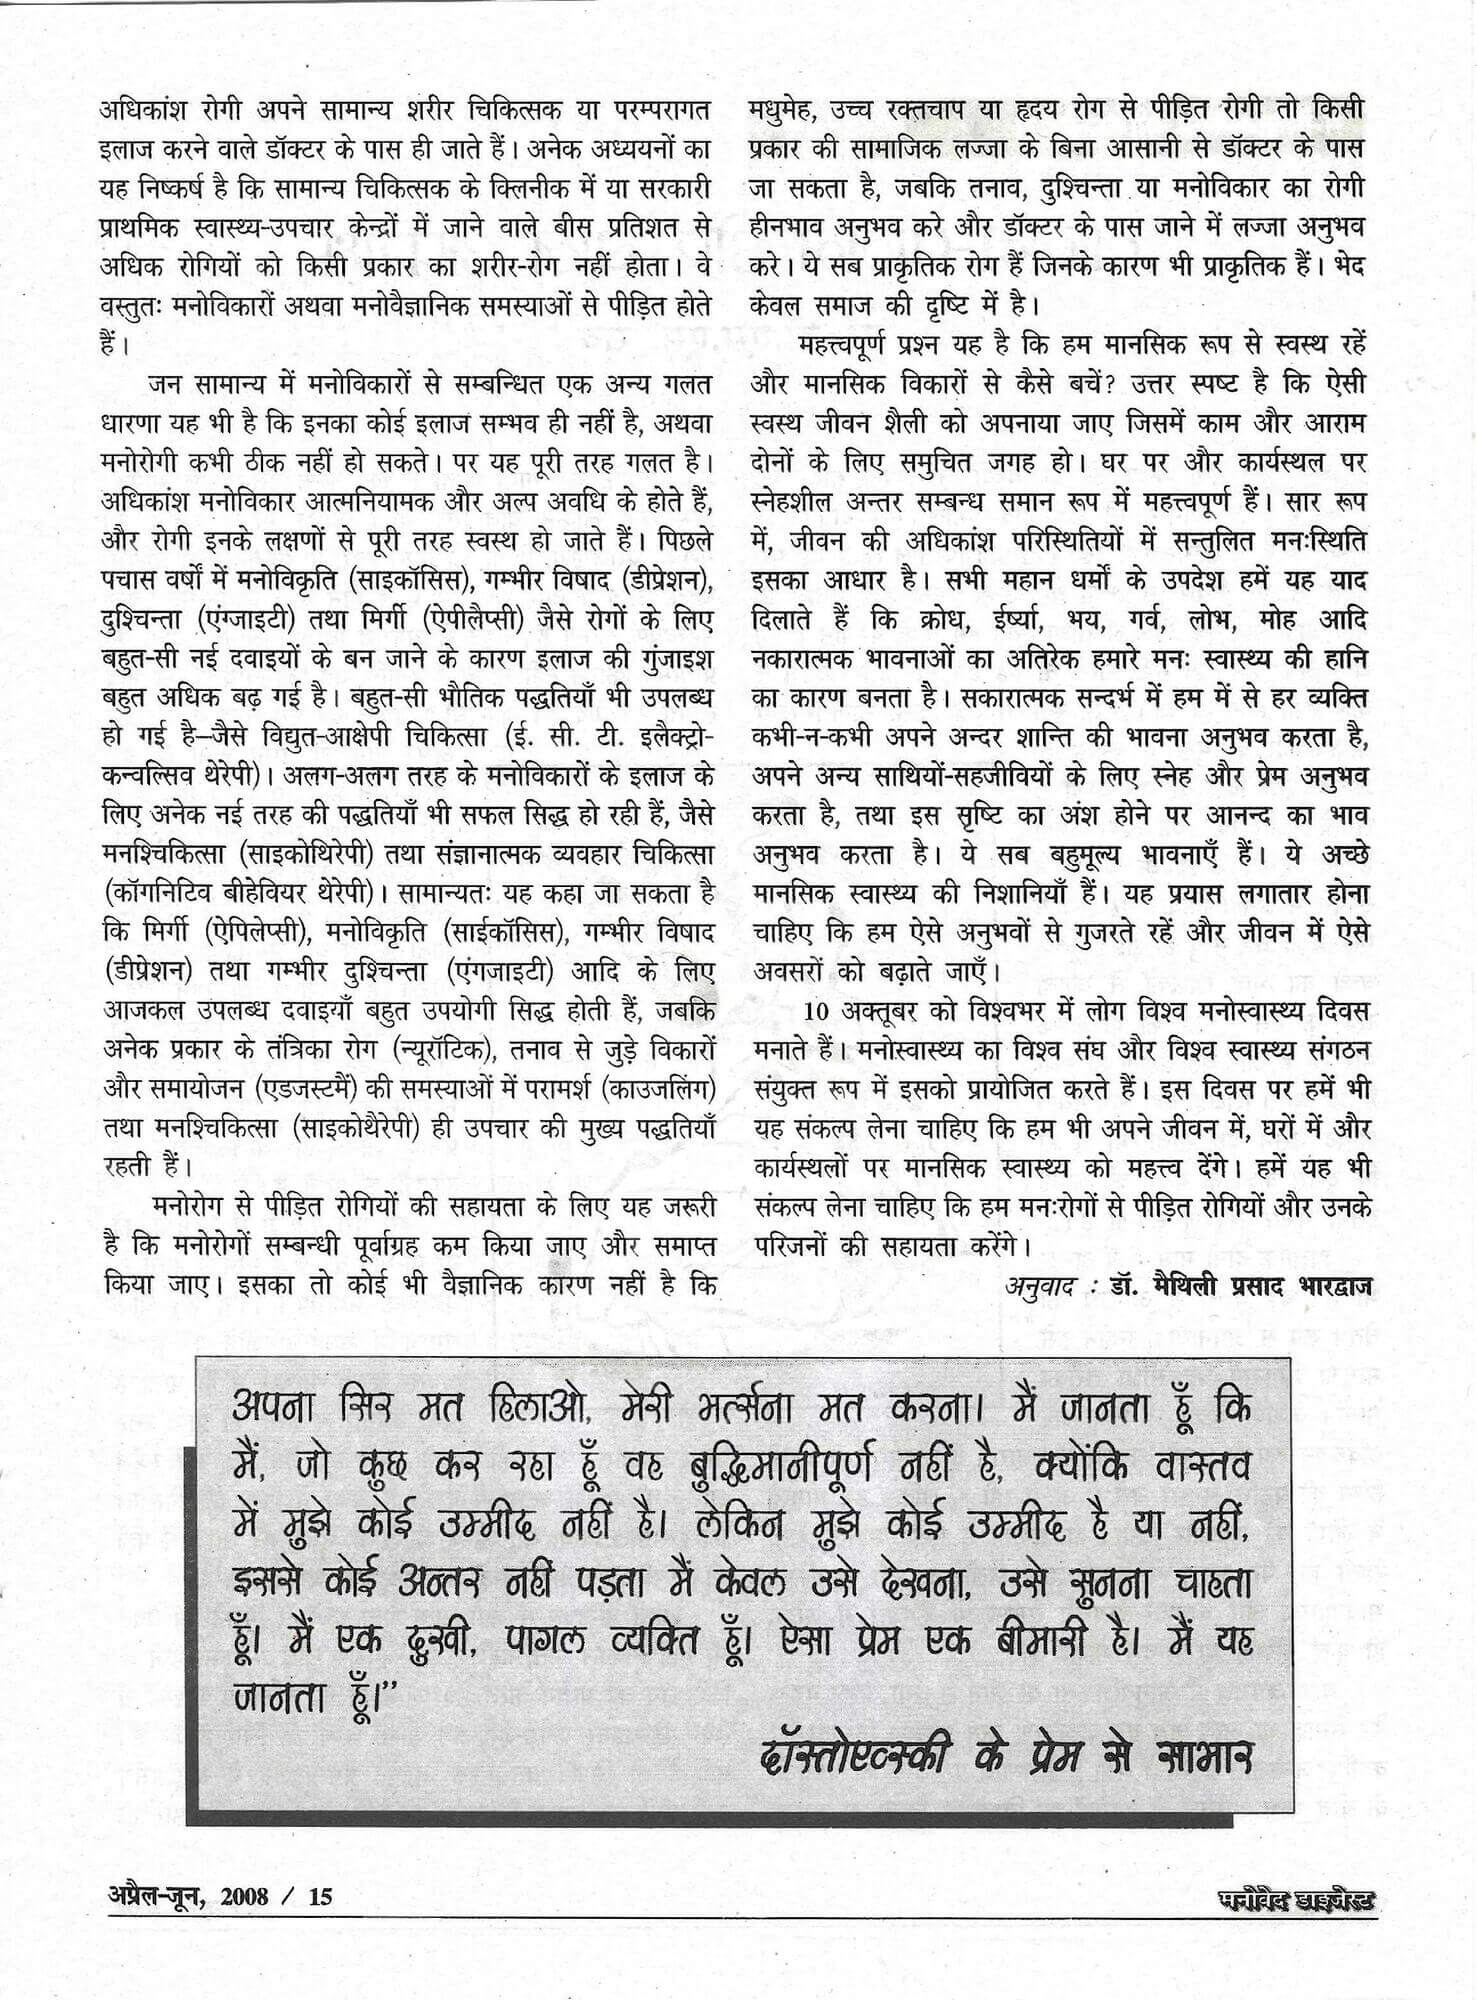 अधिकांश रोगी अपने सामान्य शरीर चिकित्सक या परम्परागत
इलाज करने वाले डॉक्टर के पास ही जाते हैं। अनेक अध्ययनों का
यह निष्कर्ष है कि सामान्य चिकित्सक के क्लिनीक में या सरकारी
प्राथमिक स्वास्थ्य-उपचार केन्द्रों में जाने वाले बीस प्रतिशत से
अधिक रोगियों को किसी प्रकार का शरीर-रोग नहीं होता। वे
वस्तुतः मनोविकारों अथवा मनोवैज्ञानिक समस्याओं से पीड़ित होते
हैं।
जन सामान्य में मनोविकारों से सम्बन्धित एक अन्य गलत
धारणा यह भी है कि इनका कोई इलाज सम्भव ही नहीं है, अथवा
मनोरोगी कभी ठीक नहीं हो सकते। पर यह पूरी तरह गलत है।
अधिकांश मनोविकार आत्मनियामक और अल्प अवधि के होते हैं,
और रोगी इनके लक्षणों से पूरी तरह स्वस्थ हो जाते हैं। पिछले
पचास वर्षों में मनोविकृति (साइकॉसिस), गम्भीर विषाद (डीप्रेशन),
दुश्चिन्ता (एंग्जाइटी) तथा मिर्गी (ऐपीलैप्सी) जैसे रोगों के लिए
बहुत-सी नई दवाइयों के बन जाने के कारण इलाज की गुंजाइश
बहुत अधिक बढ़ गई है। बहुत-सी भौतिक पद्धतियाँ भी उपलब्ध
हो गई है–जैसे विद्युत-आक्षेपी चिकित्सा (ई. सी. टी. इलैक्ट्रो-
कन्वल्सिव थेरेपी)। अलग-अलग तरह के मनोविकारों के इलाज के
लिए अनेक नई तरह की पद्धतियाँ भी सफल सिद्ध हो रही हैं, जैसे
मनश्चिकित्सा (साइकोथिरेपी) तथा संज्ञानात्मक व्यवहार चिकित्सा
(कॉगनिटिव बीहेवियर थेरेपी)। सामान्यतः यह कहा जा सकता है
कि मिर्गी (ऐपिलेप्सी), मनोविकृति (साईकॉसिस), गम्भीर विषाद
(डीप्रेशन) तथा गम्भीर दुश्चिन्ता (एंगजाइटी) आदि के लिए
आजकल उपलब्ध दवाइयाँ बहुत उपयोगी सिद्ध होती हैं, जबकि
अनेक प्रकार के तंत्रिका रोग (न्यूरॉटिक), तनाव से जुड़े विकारों
और समायोजन (एडजस्टमैं) की समस्याओं में परामर्श (काउजलिंग)
तथा मनश्चिकित्सा (साइकोथैरेपी) ही उपचार की मुख्य पद्धतियाँ
रहती हैं।
मनोरोग से पीड़ित रोगियों की सहायता के लिए यह जरूरी
है कि मनोरोगों सम्बन्धी पूर्वाग्रह कम किया जाए और समाप्त
किया जाए। इसका तो कोई भी वैज्ञानिक कारण नहीं है कि
मधुमेह, उच्च रक्तचाप या हृदय रोग से पीड़ित रोगी तो किसी
प्रकार की सामाजिक लज्जा के बिना आसानी से डॉक्टर के पास
जा सकता है, जबकि तनाव, दुश्चिन्ता या मनोविकार का रोगी
हीनभाव अनुभव करे और डॉक्टर के पास जाने में लज्जा अनुभव
करे। ये सब प्राकृतिक रोग हैं जिनके कारण भी प्राकृतिक हैं। भेद
केवल समाज की दृष्टि में है।
महत्त्वपूर्ण प्रश्न यह है कि हम मानसिक रूप से स्वस्थ रहें
और मानसिक विकारों से कैसे बचें? उत्तर स्पष्ट है कि ऐसी
स्वस्थ जीवन शैली को अपनाया जाए जिसमें काम और आराम
दोनों के लिए समुचित जगह हो। घर पर और कार्यस्थल पर
स्नेहशील अन्तर सम्बन्ध समान रूप में महत्त्वपूर्ण हैं। सार रूप
में, जीवन की अधिकांश परिस्थितियों में सन्तुलित मनःस्थिति
इसका आधार है। सभी महान धर्मों के उपदेश हमें यह याद
दिलाते हैं कि क्रोध, ईर्ष्या, भय, गर्व, लोभ, मोह आदि
नकारात्मक भावनाओं का अतिरेक हमारे मनः स्वास्थ्य की हानि
का कारण बनता है। सकारात्मक सन्दर्भ में हम में से हर व्यक्ति
कभी-न-कभी अपने अन्दर शान्ति की भावना अनुभव करता है,
अपने अन्य साथियों-सहजीवियों के लिए स्नेह और प्रेम अनुभव
करता है, तथा इस सृष्टि का अंश होने पर आनन्द का भाव
अनुभव करता है। ये सब बहुमूल्य भावनाएँ हैं। ये अच्छे
मानसिक स्वास्थ्य की निशानियाँ हैं। यह प्रयास लगातार होना
चाहिए कि हम ऐसे अनुभवों से गुजरते रहें और जीवन में ऐसे
अवसरों को बढ़ाते जाएँ।
10 अक्तूबर को विश्वभर में लोग विश्व मनोस्वास्थ्य दिवस
मनाते हैं। मनोस्वास्थ्य का विश्व संघ और विश्व स्वास्थ्य संगठन
संयुक्त रूप में इसको प्रायोजित करते हैं। इस दिवस पर हमें भी
यह संकल्प लेना चाहिए कि हम भी अपने जीवन में, घरों में और
कार्यस्थलों पर मानसिक स्वास्थ्य को महत्त्व देंगे। हमें यह भी
संकल्प लेना चाहिए कि हम मनःरोगों से पीड़ित रोगियों और उनके
परिजनों की सहायता करेंगे।
अनुवाद : डॉ. मैथिली प्रसाद भारद्वाज
अपना सिर मत हिलाओ, मेरी भर्त्सना मत करना। मैं जानता हूँ कि
मैं, जो कुछ कर रहा हूँ वह बुद्धिमानीपूर्ण नहीं है, क्योंकि वास्तव
में मुझे कोई उम्मीद नहीं है। लेकिन मुझे कोई उम्मीद है या नहीं,
इससे कोई अन्तर नहीं पड़ता मैं केवल उसे देखना, उसे सुनना चाहता
हूँ। मैं एक दुखी, पागल व्यक्ति हूँ। ऐसा प्रेम एक बीमारी है। मैं यह
जानता हूँ।”
दॉस्तोएव्स्की के प्रेम से साभार
अप्रैल-जून, 2008 / 15
मनोवेद डाइजेस्ट